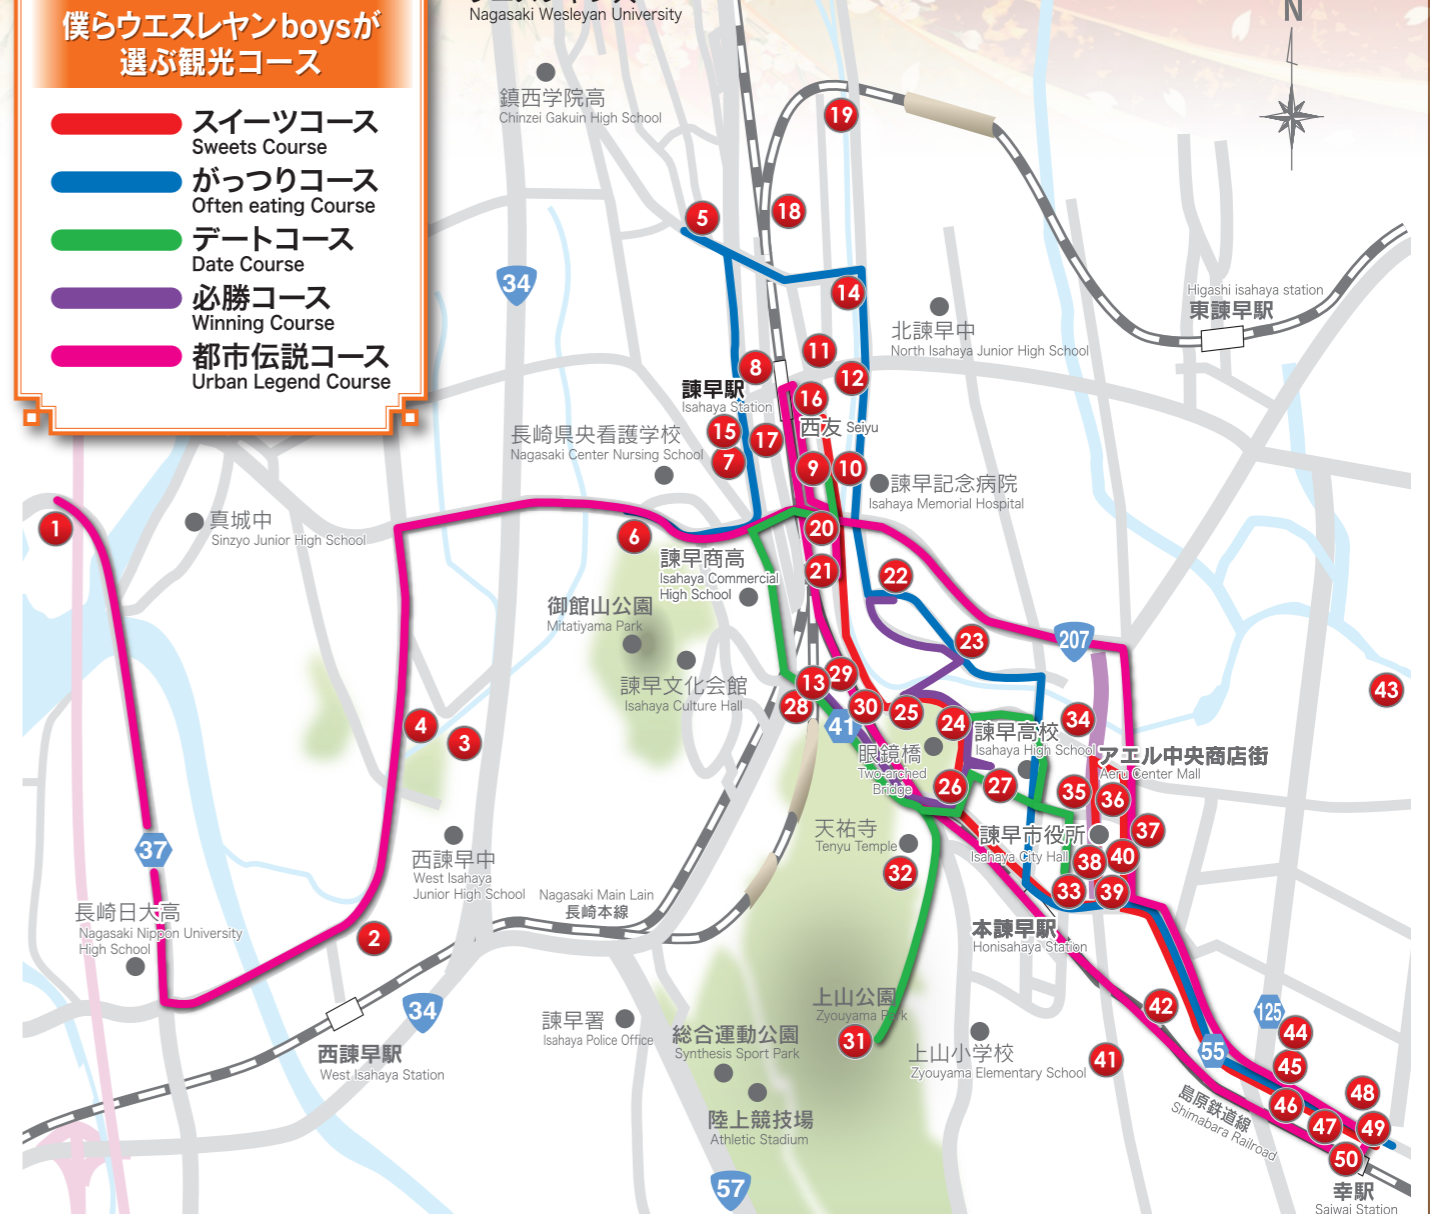 Nagasaki Wesleyan University
N
僕らウエスレヤンboysが
選ぶ観光コース
スイーツコース
Sweets Course
がっつりコース
Often eating Course
デートコース
Date Course
必勝コース
Winning Course
都市伝説コース
Urban Legend Course
鎮西学院高
Chinzei Gakuin High School
19
18
5
34
14
Higashi isahaya station
東諫早駅
北諫早中
North Isahaya Junior High School
11
8
12
諫早駅
Isahaya Station
16
西友 Seiyu
15
17
長崎県央看護学校
Nagasaki Center Nursing School
7
9
10
諫早記念病院
Isahaya Memorial Hospital
1
真城中
Sinzyo Junior High School
6
20
諫早商高
Isahaya Commercial
High School
21
22
御館山公園
Mitatiyama Park
23
207
諫早文化会館
Isahaya Culture Hall
13
29
28
30
25
24
34
43
4
3
41
眼鏡橋
Two-arched
Bridge
諫早高校
Isahaya High School
アエル中央商店街
Aeru Center Mall
26
27
35
36
37
37
天祐寺
Tenyu Temple
諫早市役所
Isahaya City Hall
38
40
西諫早中
West Isahaya
Junior High School
32
33
39
Nagasaki Main Lain
長崎本線
長崎日大高
Nagasaki Nippon University
High School
2
本諫早駅
Honisahaya Station
34
上山公園
Zyouyama Park
31
42
125
44
諫早署
Isahaya Police Office
総合運動公園
Synthesis Sport Park
上山小学校
Zyouyama Elementary School
41
55
45
西諫早駅
West Isahaya Station
島原鉄道線
Shimabara Railroad
46
48
47
49
陸上競技場
Athletic Stadium
50
57
幸駅
Saiwai Station